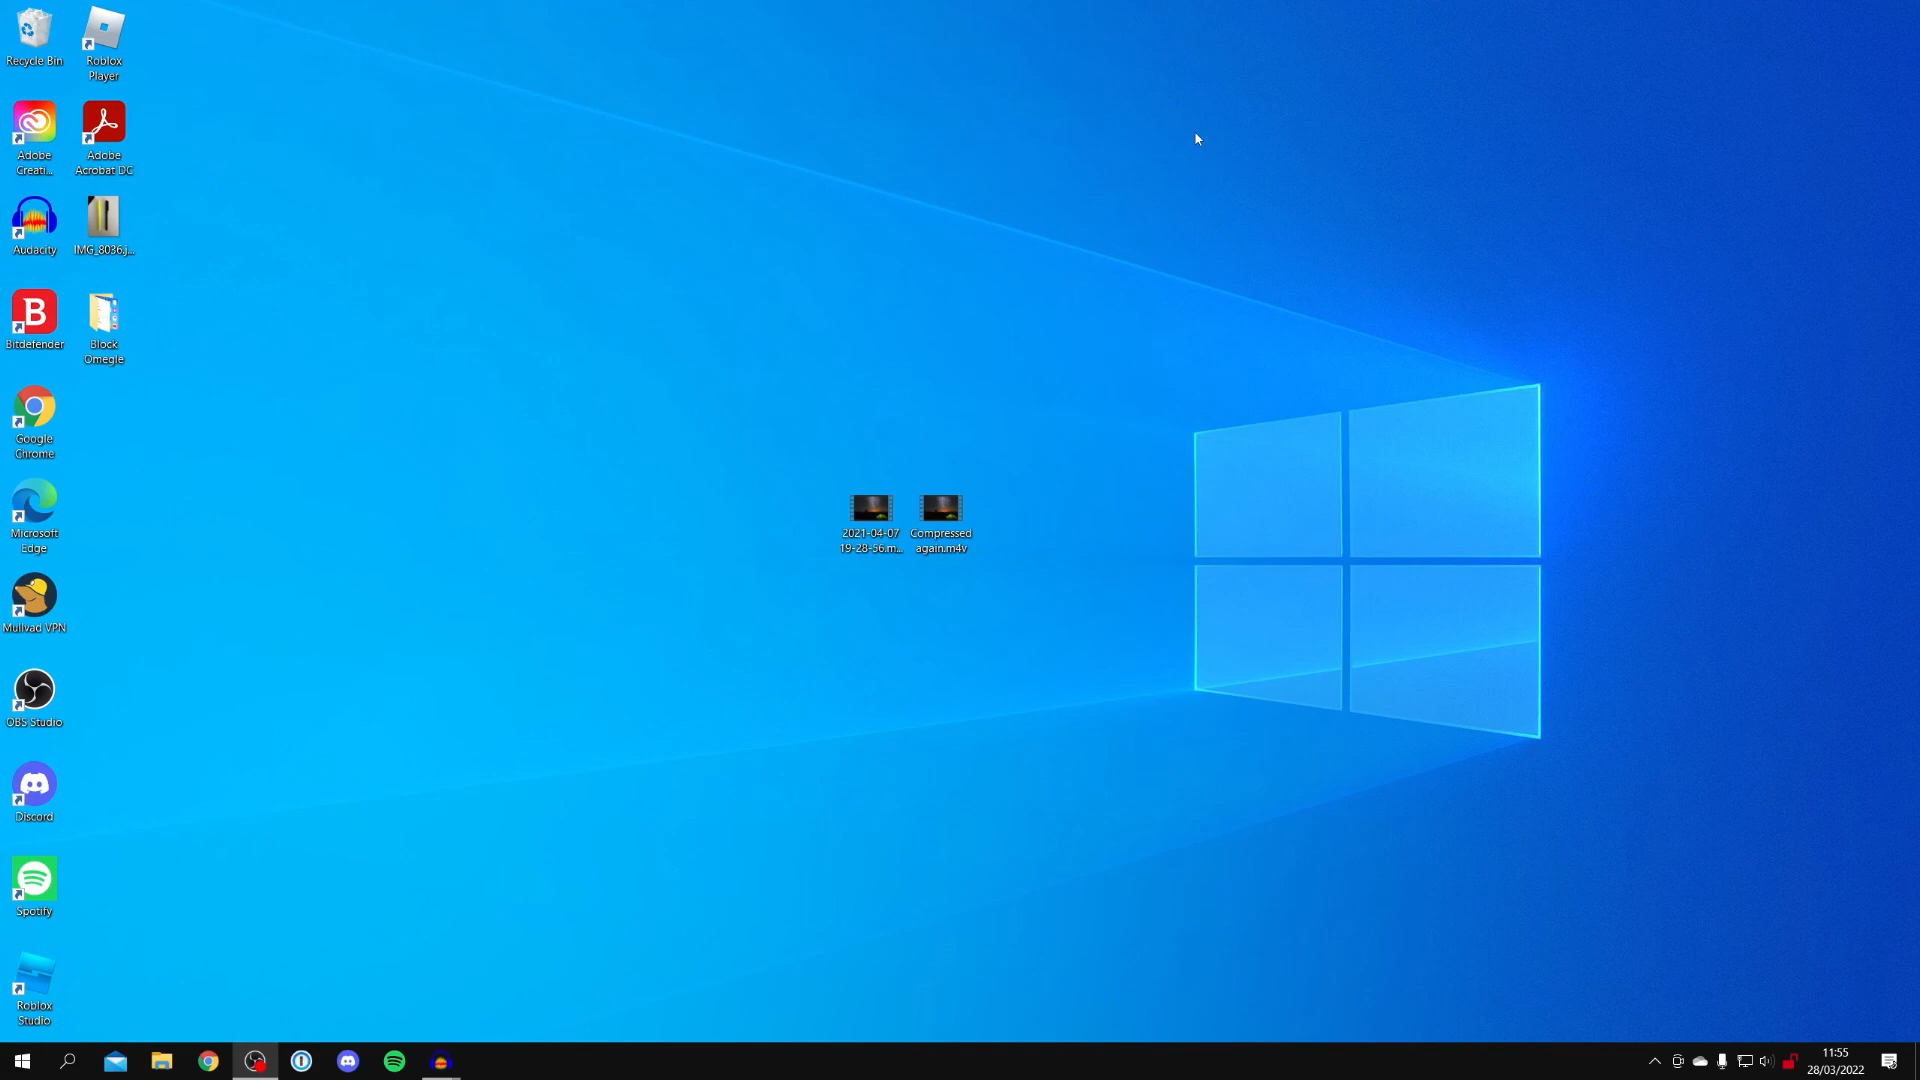 Recycle Bin
Roblox
Player
Adobe
Creati...
Adobe
Acrobat DC
Audacity
IMG_8036.j...
Bitdefender
Block
Omegle
Google
Chrome
Microsoft
Edge
2021-04-07
19-28-56.m...
Compressed
again.m4v
Mullvad VPN
OBS Studio
Discord
Spotify
Roblox
Studio
11:55
28/03/2022